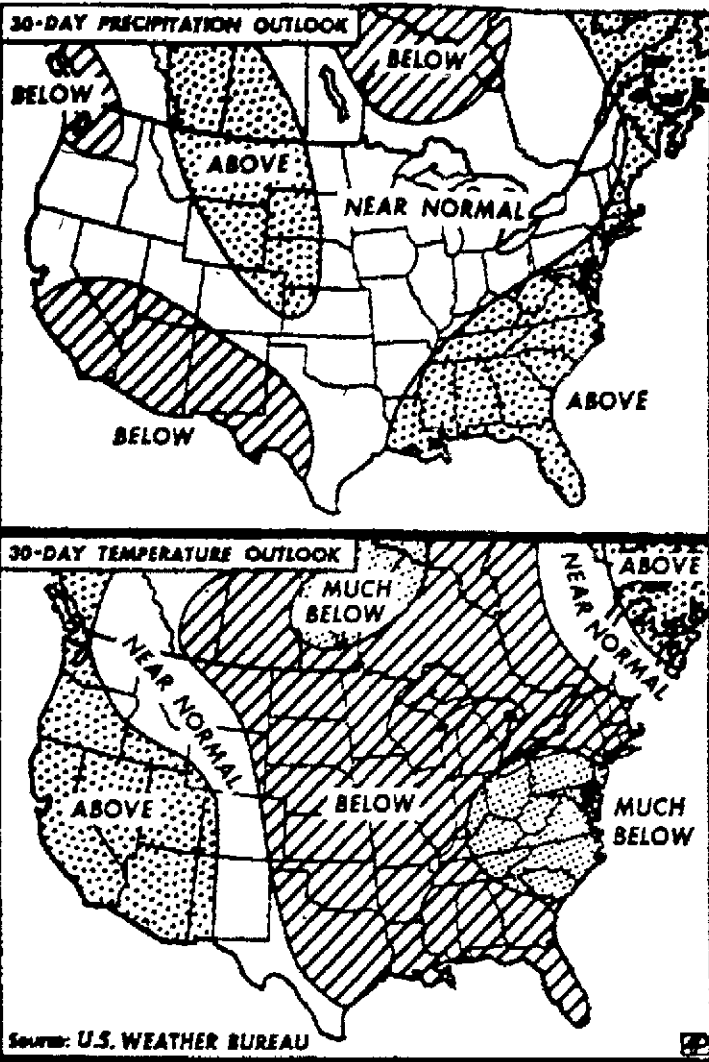 30-DAY PRECIPITATION OUTLOOK
BELOW
BELOW
ABOVE
NEAR NORMAL
ABOVE
BELOW
30-DAY TEMPERATURE OUTLOOK
MUCH
BELOW
NEAR NORMAL
ABOVE
NEAR NORMAL
ABOVE
BELOW
MUCH
BELOW
Source: U.S. WEATHER BUREAU
AP